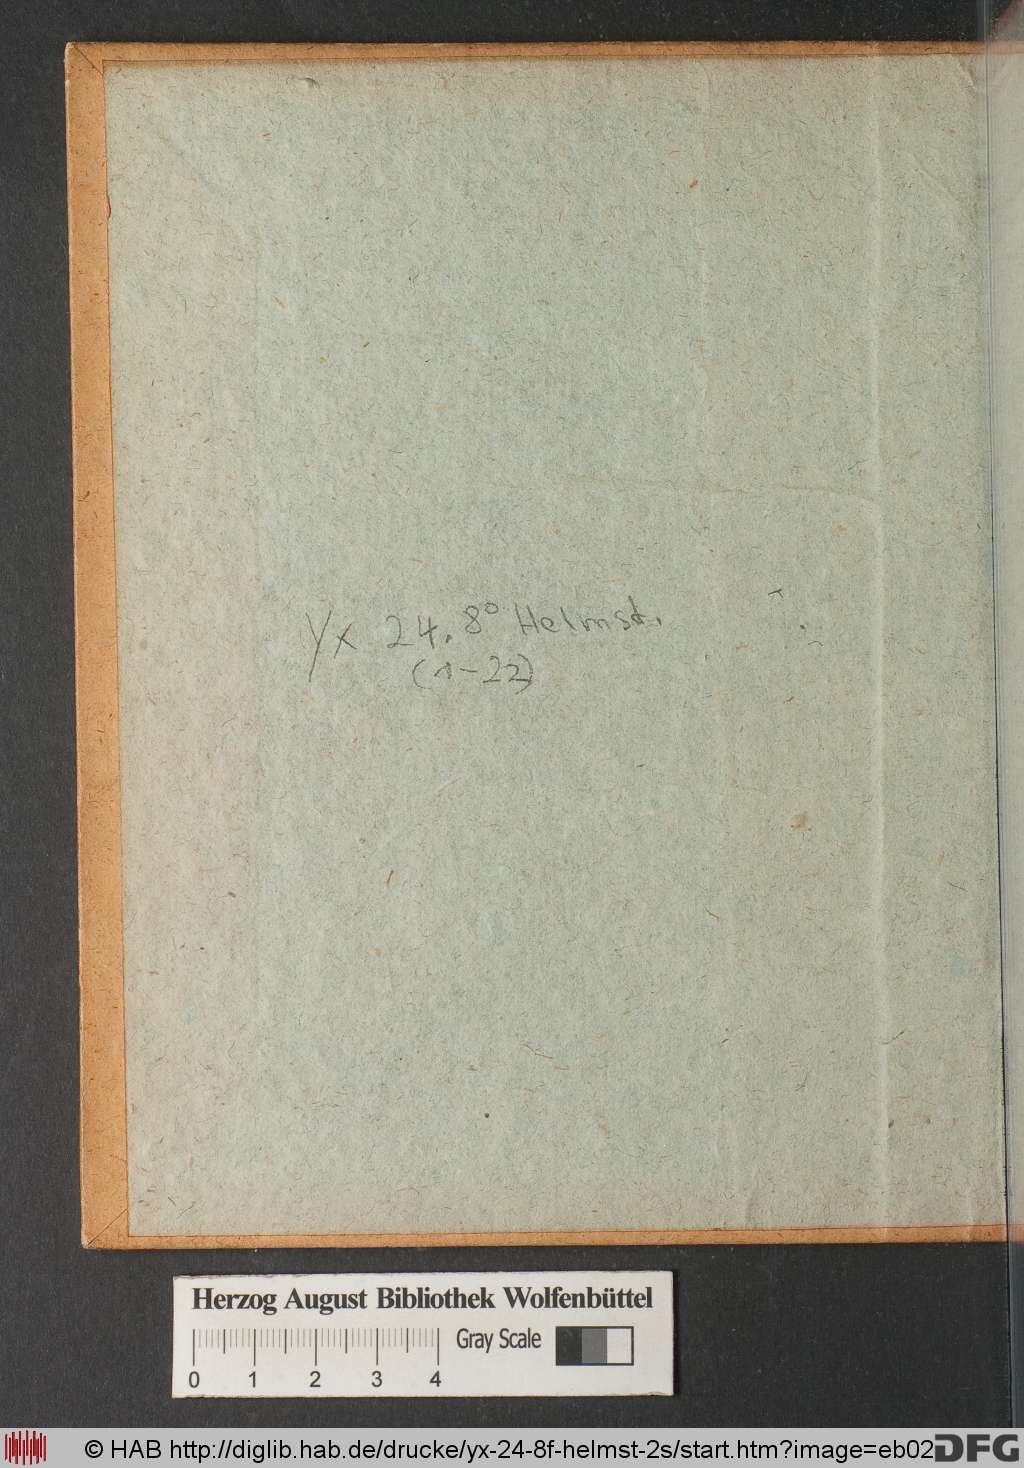 Yx 24. 8° Helmst.
(1-22)
Herzog August Bibliothek Wolfenbüttel
Gray Scale
0 1 2 3 4
© HAB http://diglib.hab.de/drucke/yx-24-8f-helmst-2s/start.htm?image=eb02
DFG